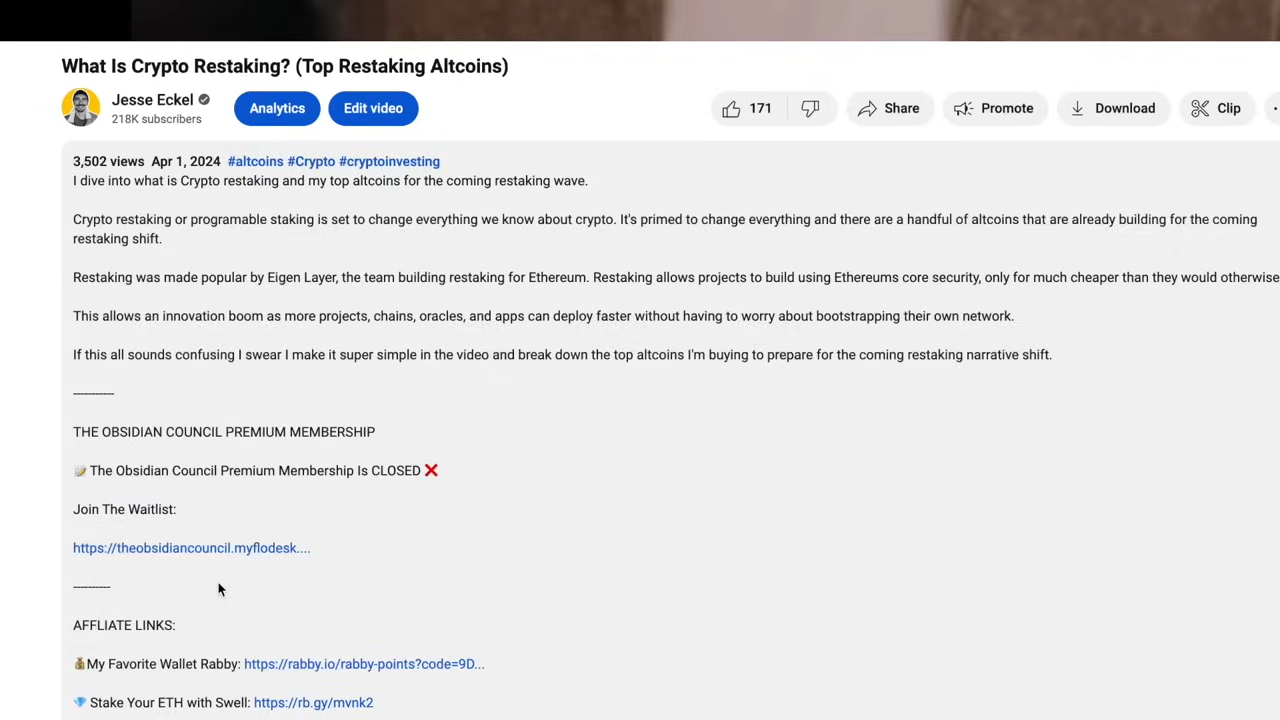 What Is Crypto Restaking? (Top Restaking Altcoins)
Jesse Eckel
218K subscribers
Analytics
Edit video
171
Share
Promote
Download
Clip
3,502 views Apr 1, 2024 #altcoins #Crypto #cryptoinvesting
I dive into what is Crypto restaking and my top altcoins for the coming restaking wave.
Crypto restaking or programable staking is set to change everything we know about crypto. It's primed to change everything and there are a handful of altcoins that are already building for the coming
restaking shift.
Restaking was made popular by Eigen Layer, the team building restaking for Ethereum. Restaking allows projects to build using Ethereums core security, only for much cheaper than they would otherwise
This allows an innovation boom as more projects, chains, oracles, and apps can deploy faster without having to worry about bootstrapping their own network.
If this all sounds confusing I swear I make it super simple in the video and break down the top altcoins I'm buying to prepare for the coming restaking narrative shift.
-----------
THE OBSIDIAN COUNCIL PREMIUM MEMBERSHIP
📝 The Obsidian Council Premium Membership Is CLOSED ❌
Join The Waitlist:
https://theobsidiancouncil.myflodesk....
----------
AFFLIATE LINKS:
💰My Favorite Wallet Rabby: https://rabby.io/rabby-points?code=9D...
💎 Stake Your ETH with Swell: https://rb.gy/mvnk2